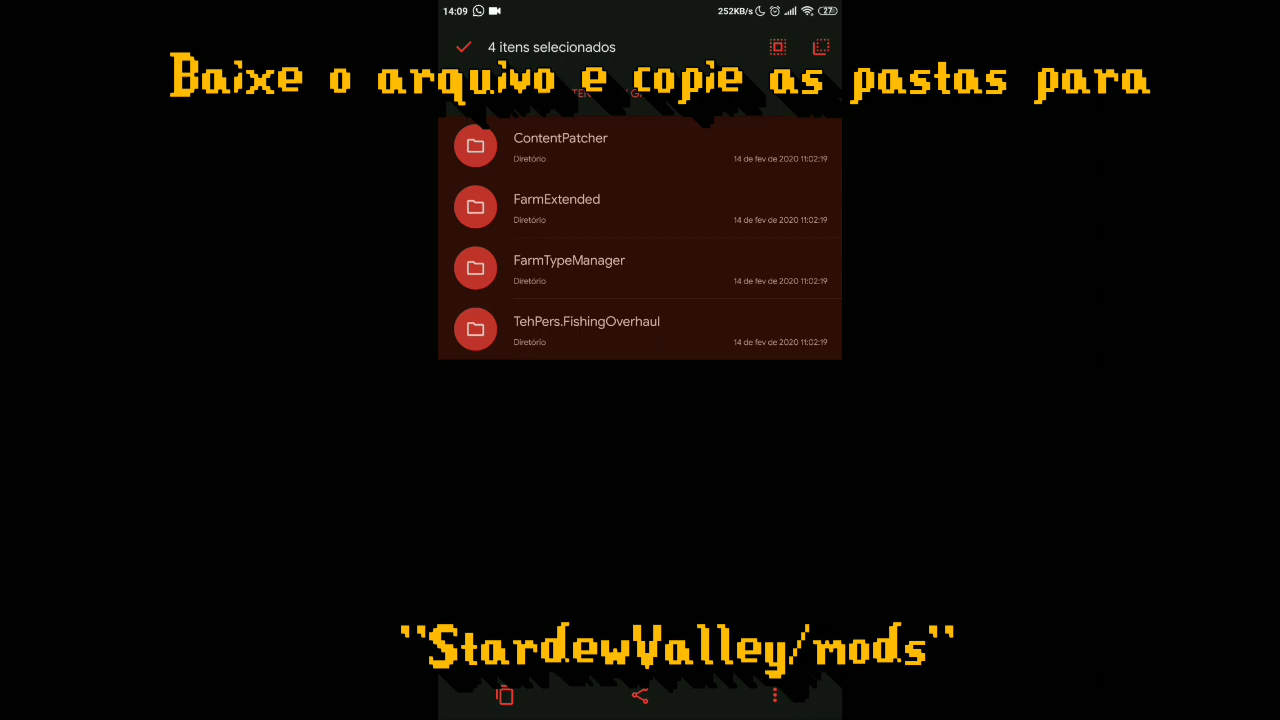 14:09
252KB/s
27
4 itens selecionados
Baixe o arquivo e copie as pastas para
ContentPatcher
Diretório
14 de fev de 2020 11:02:19
FarmExtended
Diretório
14 de fev de 2020 11:02:19
FarmTypeManager
Diretório
14 de fev de 2020 11:02:19
TehPers.FishingOverhaul
Diretório
14 de fev de 2020 11:02:19
"StardewValley/mods"